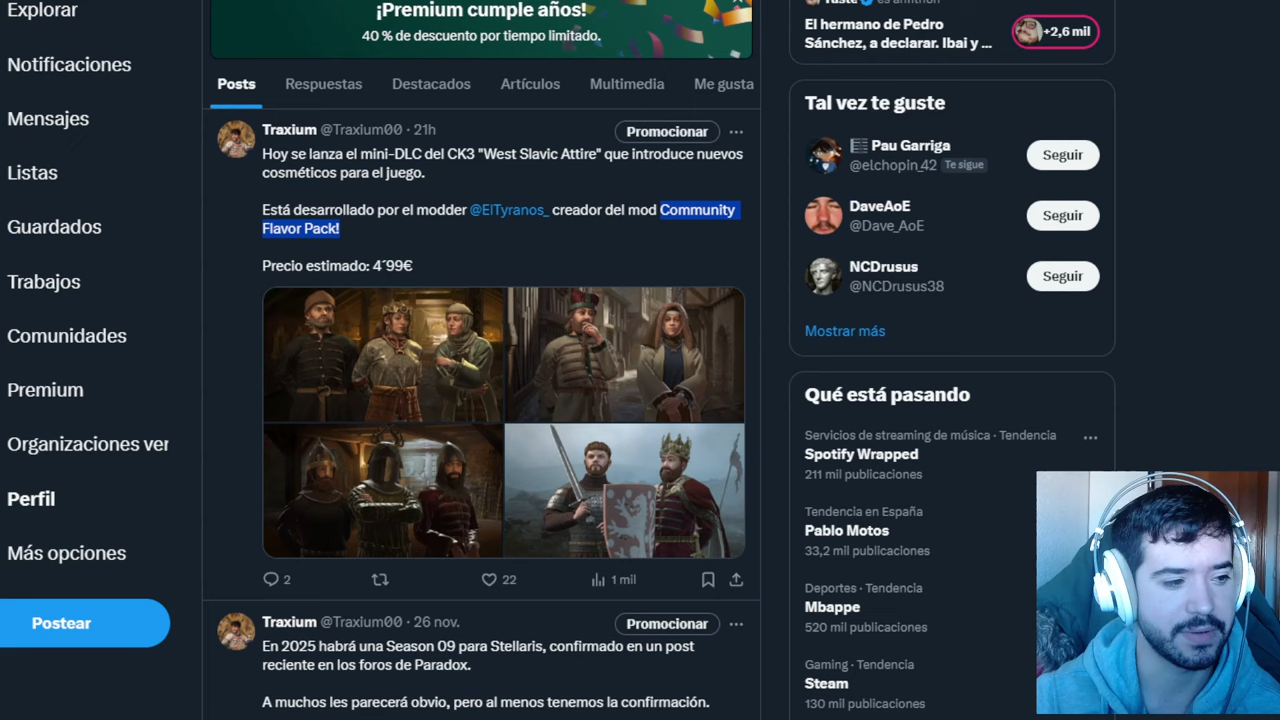 Explorar
Notificaciones
Mensajes
Listas
Guardados
Trabajos
Comunidades
Premium
Organizaciones ver
Perfil
Más opciones
Postear
¡Premium cumple años!
40 % de descuento por tiempo limitado.
Posts Respuestas Destacados Artículos Multimedia Me gusta
Traxium @Traxium00 · 21h Promocionar
Hoy se lanza el mini-DLC del CK3 "West Slavic Attire" que introduce nuevos
cosméticos para el juego.
Está desarrollado por el modder @ElTyranos_ creador del mod Community
Flavor Pack!
Precio estimado: 4´99€
2 22 1 mil
Traxium @Traxium00 · 26 nov. Promocionar
En 2025 habrá una Season 09 para Stellaris, confirmado en un post
reciente en los foros de Paradox.
A muchos les parecerá obvio, pero al menos tenemos la confirmación.
El hermano de Pedro
Sánchez, a declarar. Ibai y ...
+2,6 mil
Tal vez te guste
Pau Garriga
@elchopin_42 Te sigue
Seguir
DaveAoE
@Dave_AoE
Seguir
NCDrusus
@NCDrusus38
Seguir
Mostrar más
Qué está pasando
Servicios de streaming de música · Tendencia
Spotify Wrapped
211 mil publicaciones
Tendencia en España
Pablo Motos
33,2 mil publicaciones
Deportes · Tendencia
Mbappe
520 mil publicaciones
Gaming · Tendencia
Steam
130 mil publicaciones